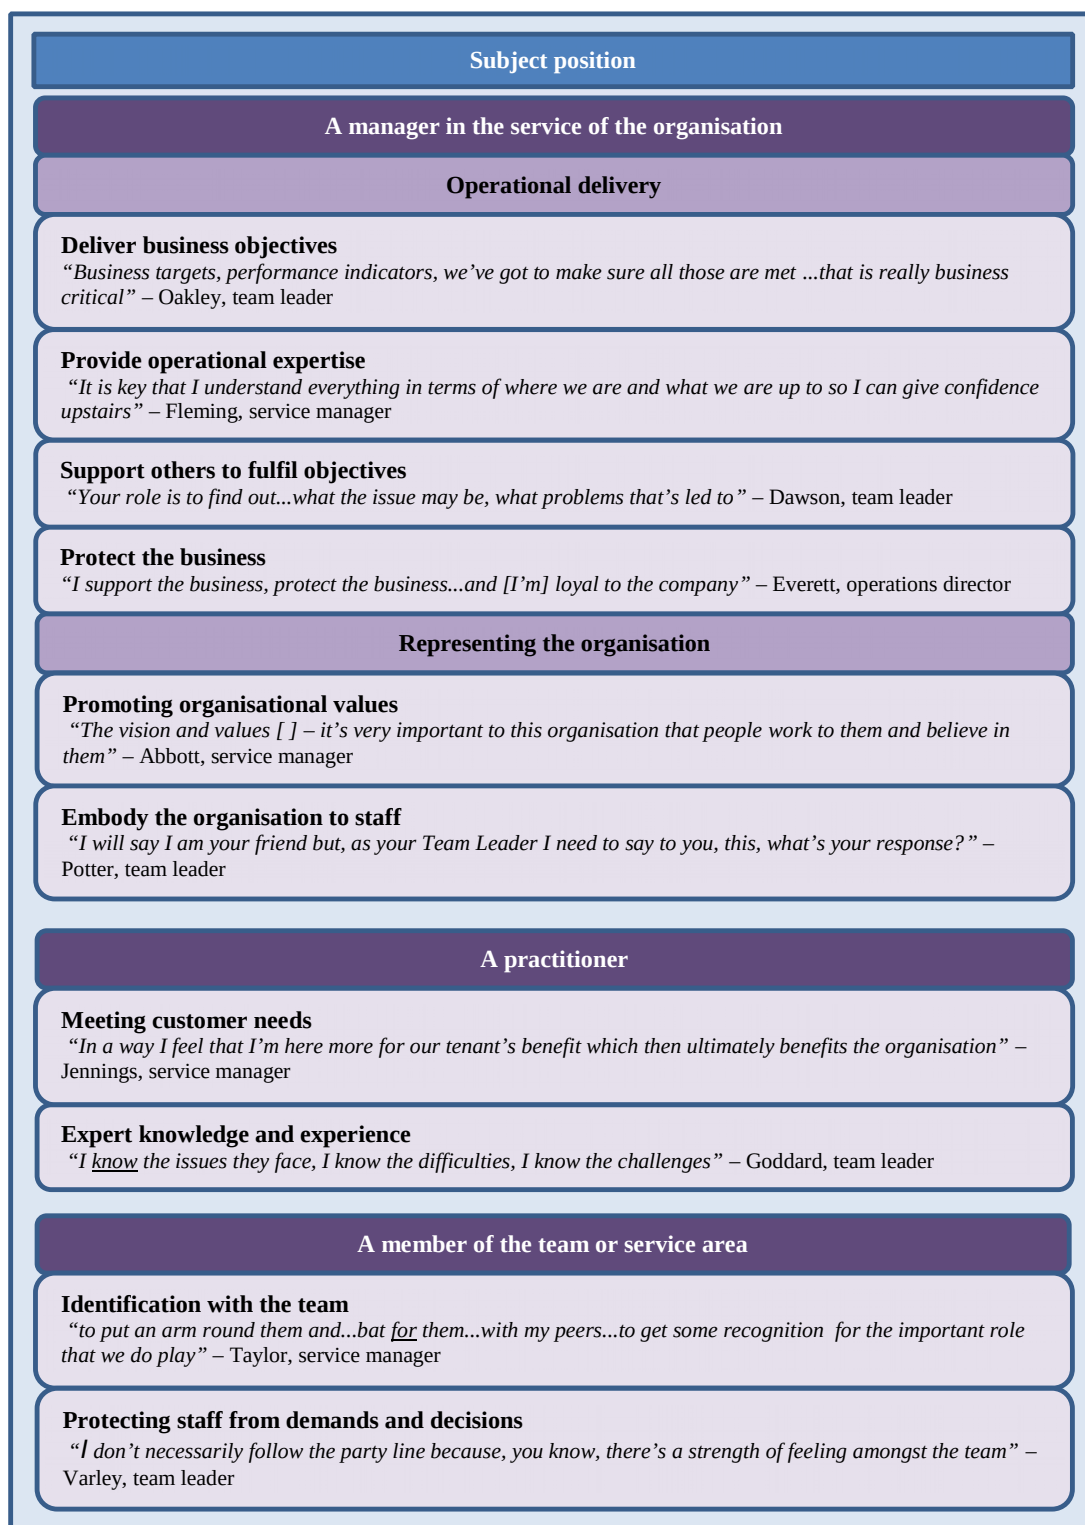 Subject position
A manager in the service of the organisation
Operational delivery
Deliver business objectives
“Business targets, performance indicators, we’ve got to make sure all those are met ...that is really business
critical” – Oakley, team leader
Provide operational expertise
“It is key that I understand everything in terms of where we are and what we are up to so I can give confidence
upstairs” – Fleming, service manager
Support others to fulfil objectives
“Your role is to find out...what the issue may be, what problems that’s led to” – Dawson, team leader
Protect the business
“I support the business, protect the business...and [I’m] loyal to the company” – Everett, operations director
Representing the organisation
Promoting organisational values
“The vision and values [ ] – it’s very important to this organisation that people work to them and believe in
them” – Abbott, service manager
Embody the organisation to staff
“I will say I am your friend but, as your Team Leader I need to say to you, this, what’s your response?” –
Potter, team leader
A practitioner
Meeting customer needs
“In a way I feel that I’m here more for our tenant’s benefit which then ultimately benefits the organisation” –
Jennings, service manager
Expert knowledge and experience
“I know the issues they face, I know the difficulties, I know the challenges” – Goddard, team leader
A member of the team or service area
Identification with the team
“to put an arm round them and...bat for them...with my peers...to get some recognition  for the important role
that we do play” – Taylor, service manager
Protecting staff from demands and decisions
“I don’t necessarily follow the party line because, you know, there’s a strength of feeling amongst the team” –
Varley, team leader